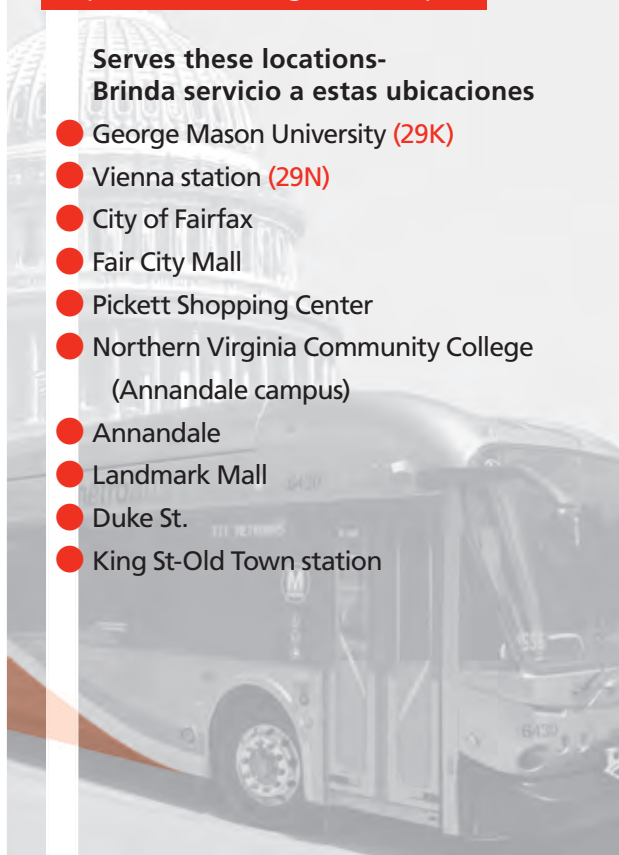 Serves these locations-
Brinda servicio a estas ubicaciones
George Mason University (29K)
Vienna station (29N)
City of Fairfax
Fair City Mall
Pickett Shopping Center
Northern Virginia Community College
(Annandale campus)
Annandale
Landmark Mall
6430
Duke St.
King St-Old Town station
M
6430